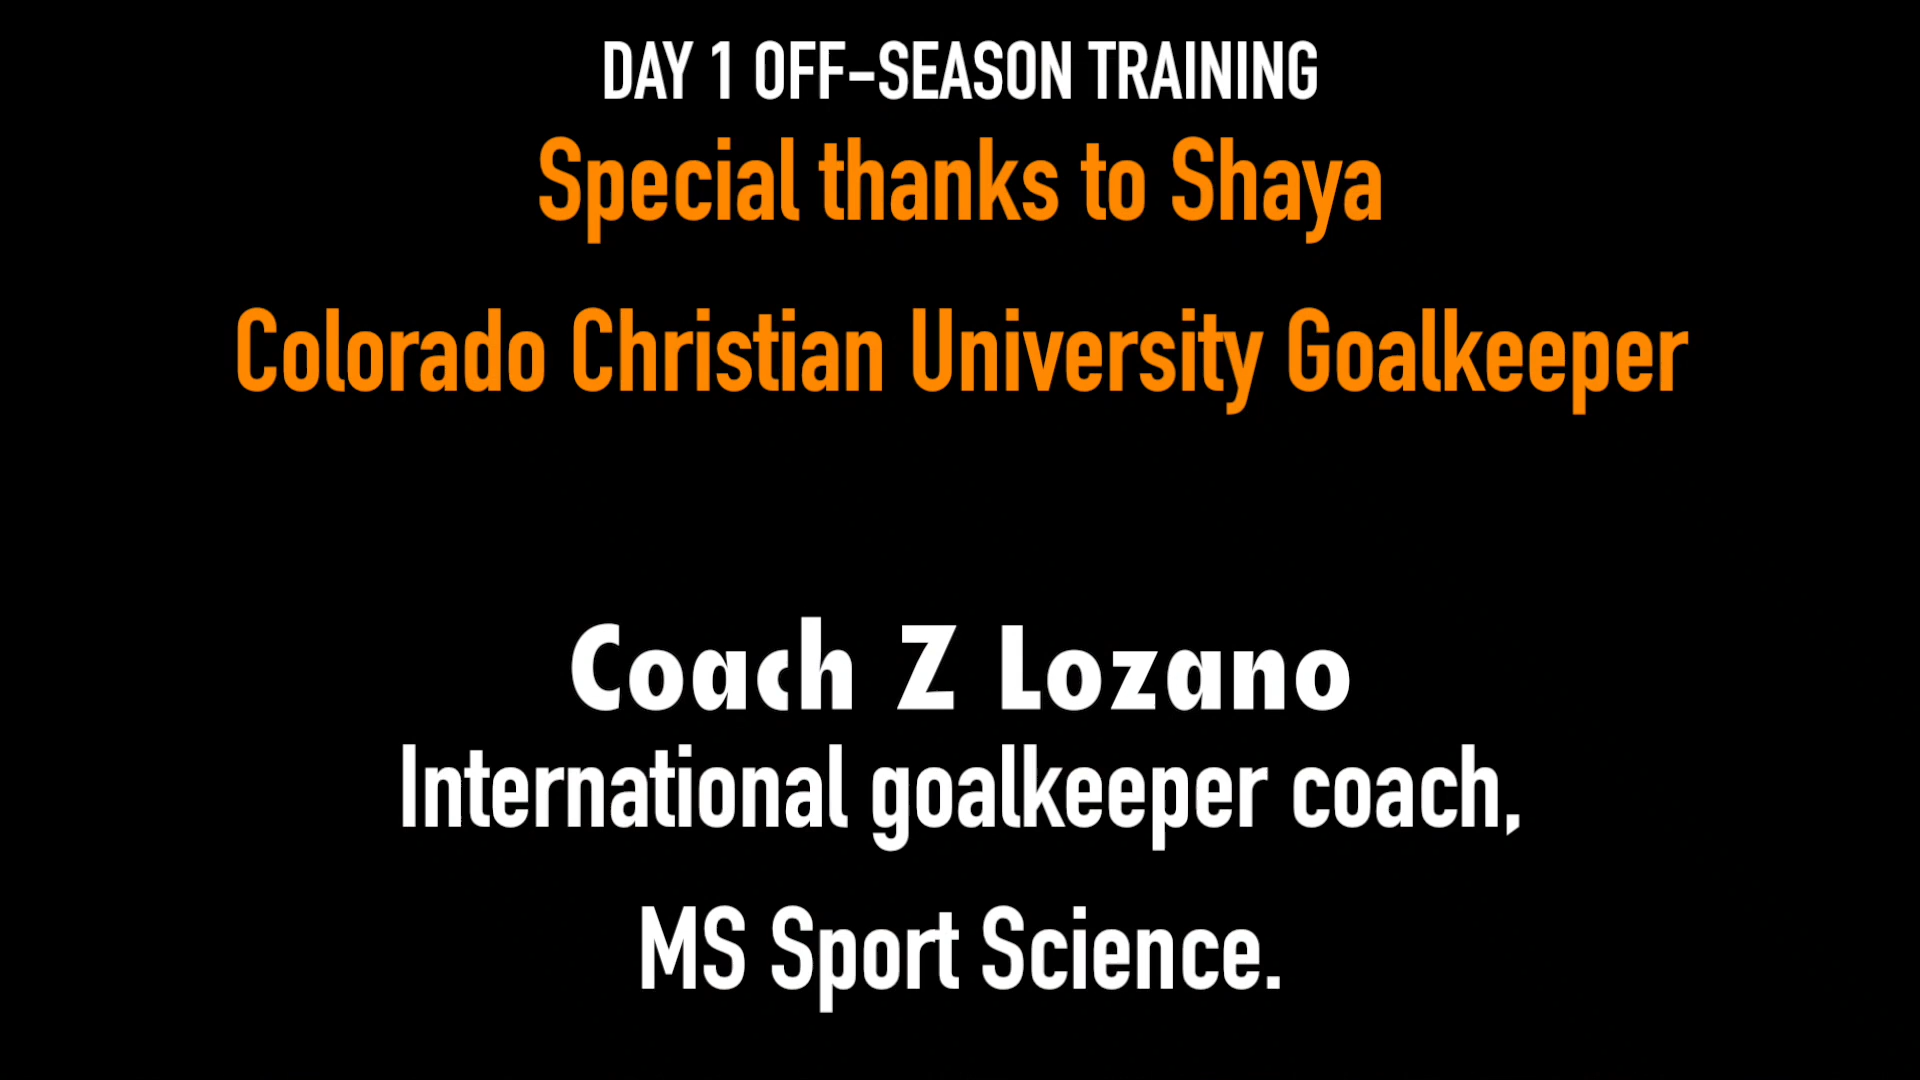 DAY 1 OFF-SEASON TRAINING
Special thanks to Shaya
Colorado Christian University Goalkeeper
Coach Z Lozano
International goalkeeper coach,
MS Sport Science.